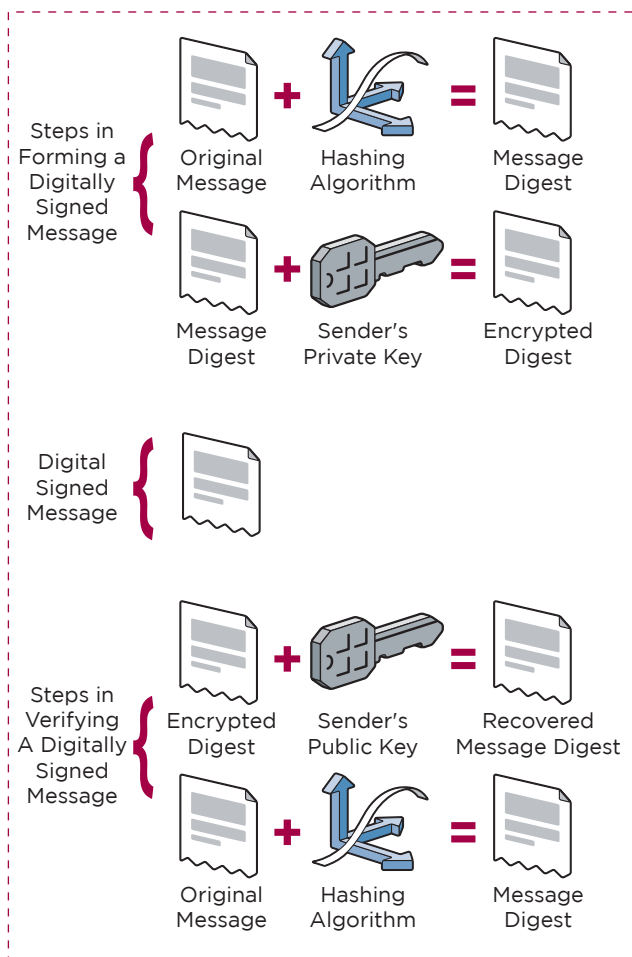 Steps in
Forming a
Digitally
Signed
Message
+
=
Original
Message
Hashing
Algorithm
Message
Digest
+
=
Message
Digest
Sender's
Private Key
Encrypted
Digest
Digital
Signed
Message
Steps in
Verifying
A Digitally
Signed
Message
+
=
Encrypted
Digest
Sender's
Public Key
Recovered
Message Digest
+
=
Original
Message
Hashing
Algorithm
Message
Digest